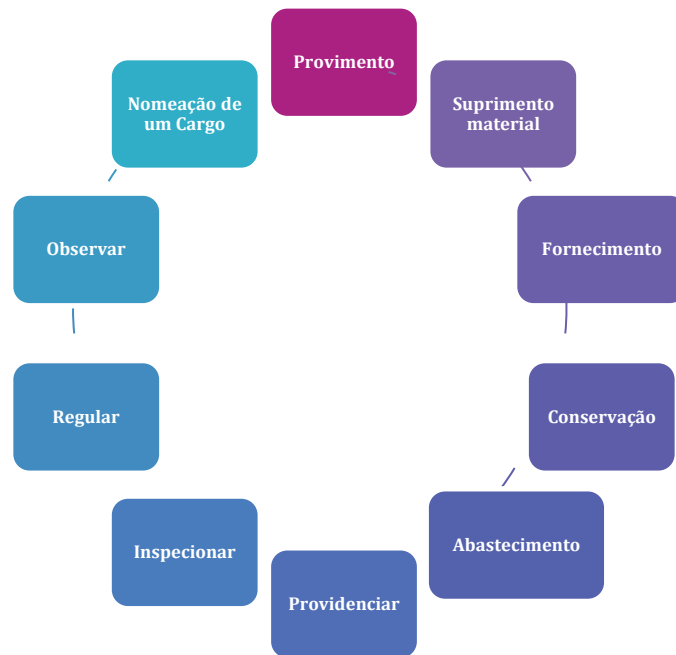 Provimento
Suprimento
material
Fornecimento
Conservação
Abastecimento
Providenciar
Inspecionar
Regular
Observar
Nomeação de
um Cargo